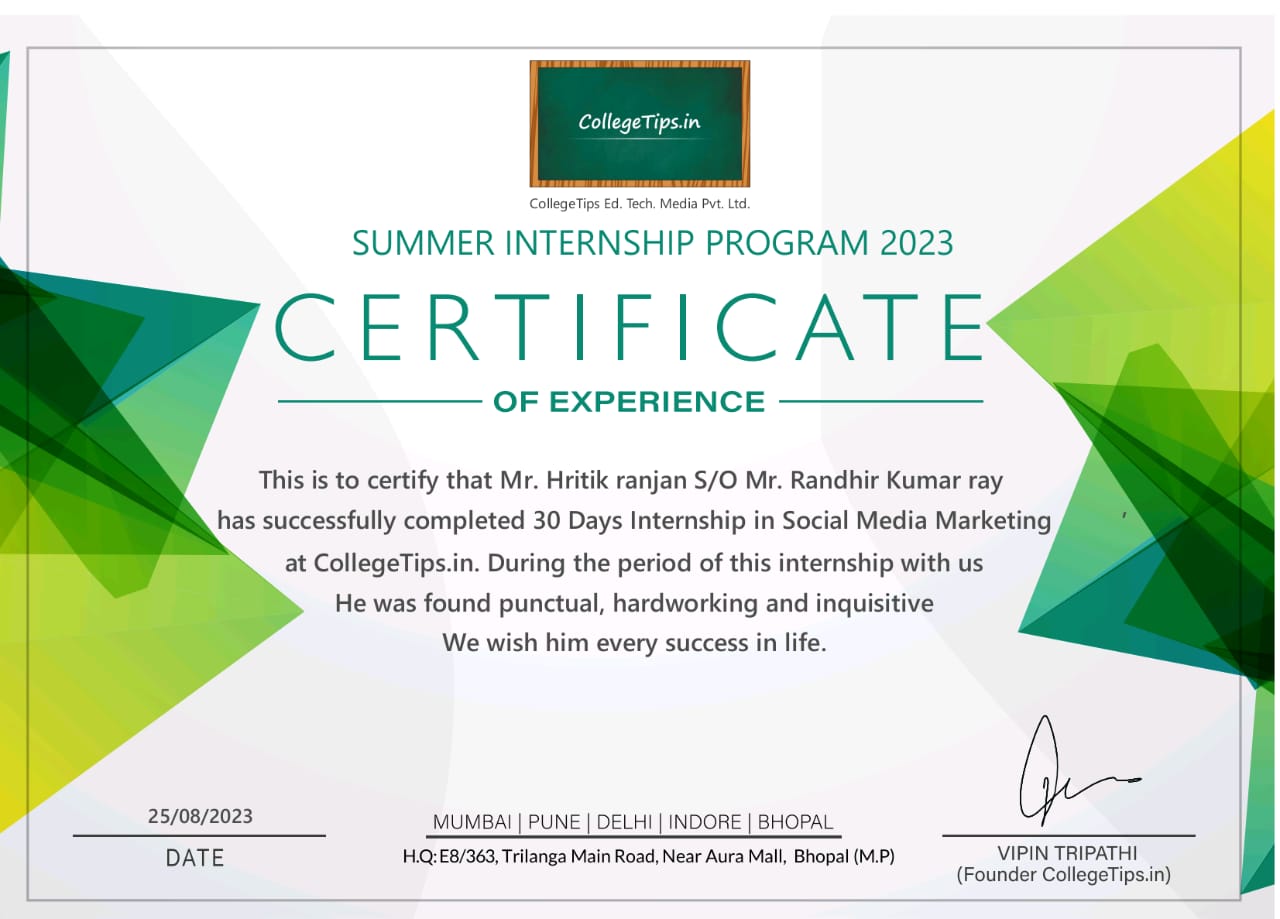 CollegeTips.in
CollegeTips Ed. Tech. Media Pvt. Ltd.
SUMMER INTERNSHIP PROGRAM 2023
CERTIFICATE
OF EXPERIENCE
This is to certify that Mr. Hritik ranjan S/O Mr. Randhir Kumar ray
has successfully completed 30 Days Internship in Social Media Marketing ,
at CollegeTips.in. During the period of this internship with us
He was found punctual, hardworking and inquisitive
We wish him every success in life.
25/08/2023
DATE
MUMBAI | PUNE | DELHI | INDORE | BHOPAL
H.Q: E8/363, Trilanga Main Road, Near Aura Mall, Bhopal (M.P)
VIPIN TRIPATHI
(Founder CollegeTips.in)